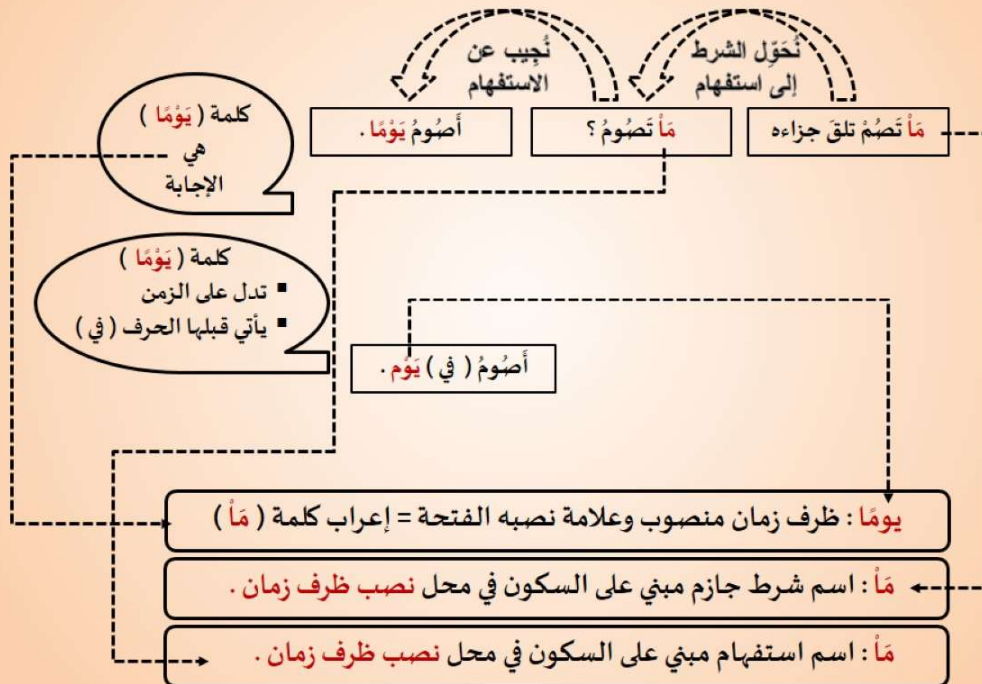 نُحَوِّل الشرط
إلى استفهام
نُجِيب عن
الاستفهام
مَاْ تَصُمْ تلقَ جزاءه
مَاْ تَصُومُ ؟
أَصُومُ يَوْمًا .
كلمة ( يَوْمًا )
هي
الإجابة
كلمة ( يَوْمًا )
▪ تدل على الزمن
▪ يأتي قبلها الحرف ( في )
أَصُومُ ( في ) يَوْم .
يومًا : ظرف زمان منصوب وعلامة نصبه الفتحة = إعراب كلمة ( مَاْ )
مَاْ : اسم شرط جازم مبني على السكون في محل نصب ظرف زمان .
مَاْ : اسم استفهام مبني على السكون في محل نصب ظرف زمان .